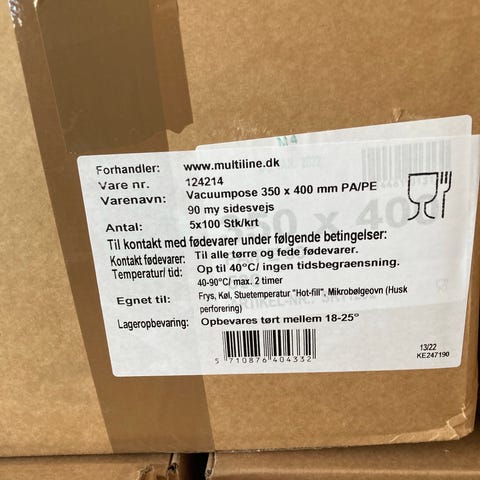 M4
Forhandler: www.multiline.dk
Vare nr. 124214
Varenavn: Vacuumpose 350 x 400 mm PA/PE
90 my sidesvejs
Antal: 5x100 Stk/krt
Til kontakt med fødevarer under følgende betingelser:
Kontakt fødevarer: Til alle tørre og fede fødevarer.
Temperatur/ tid: Op til 40°C/ ingen tidsbegraensning.
40-90°C/ max. 2 timer
Egnet til: Frys, Køl, Stuetemperatur "Hot-fill", Mikrobølgeovn (Husk
perforering)
Lageropbevaring: Opbevares tørt mellem 18-25°
5 710876 404332
13/22
KE247190